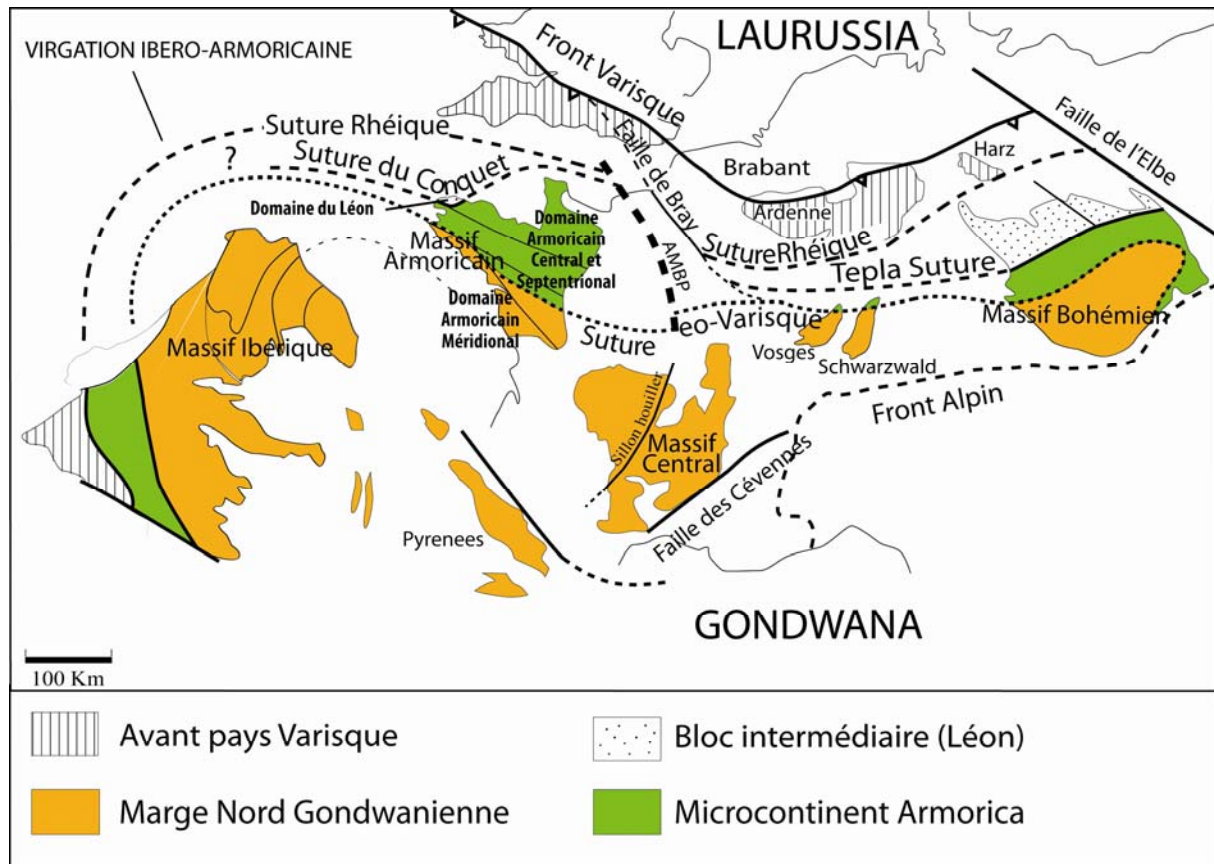 LAURUSSIA
VIRGATION IBERO-ARMORICAINE
Front Varisque
Faille de l'Elbe
Suture Rhéique
Faille de Bray
Harz
?
Suture du Conquet
Brabant
Ardenne
Domaine du Léon
Massif
Armoricain
Domaine
Armoricain
Central et
Septentrional
AMBP
Suture Rhéique
Tepla Suture
Domaine
Armoricain
Méridional
Suture eo-Varisque
Massif Bohémien
Massif Ibérique
Vosges
Schwarzwald
Front Alpin
Sillon houiller
Massif
Central
Faille des Cévennes
Pyrenees
GONDWANA
100 Km
Avant pays Varisque
Bloc intermédiaire (Léon)
Marge Nord Gondwanienne
Microcontinent Armorica